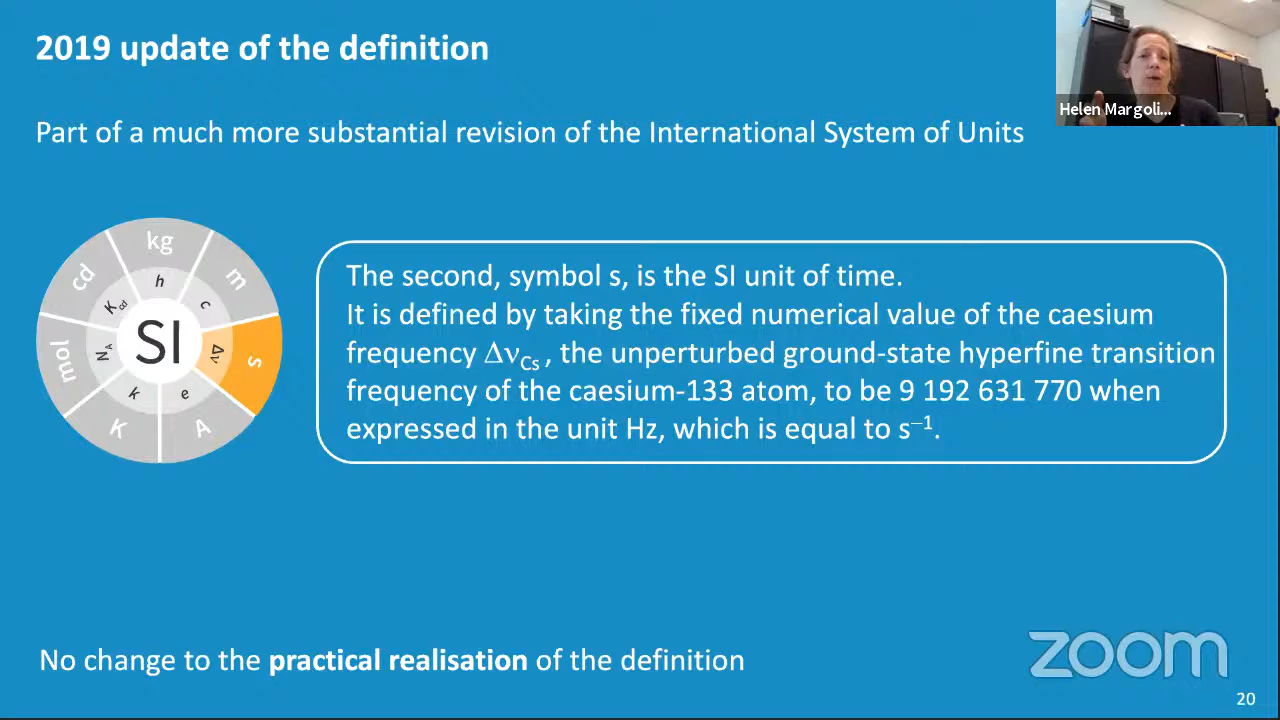 2019 update of the definition
Helen Margoli...
Part of a much more substantial revision of the International System of Units
kg
m
s
A
K
mol
cd
h
c
Δν
e
k
N_A
K_cd
SI
The second, symbol s, is the SI unit of time.
It is defined by taking the fixed numerical value of the caesium
frequency Δν_Cs , the unperturbed ground-state hyperfine transition
frequency of the caesium-133 atom, to be 9 192 631 770 when
expressed in the unit Hz, which is equal to s⁻¹.
No change to the practical realisation of the definition
zoom
20